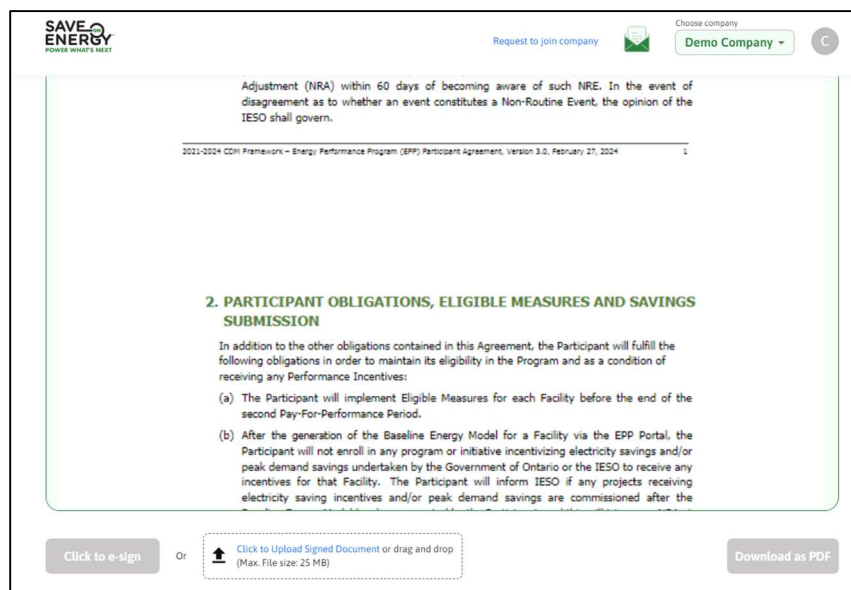 SAVE ON
ENERGY
POWER WHAT'S NEXT
Request to join company
Choose company
Demo Company
C
Adjustment (NRA) within 60 days of becoming aware of such NRE. In the event of
disagreement as to whether an event constitutes a Non-Routine Event, the opinion of the
IESO shall govern.
2021-2024 CDM Framework – Energy Performance Program (EPP) Participant Agreement, Version 3.0, February 27, 2024 1
2. PARTICIPANT OBLIGATIONS, ELIGIBLE MEASURES AND SAVINGS
SUBMISSION
In addition to the other obligations contained in this Agreement, the Participant will fulfill the
following obligations in order to maintain its eligibility in the Program and as a condition of
receiving any Performance Incentives:
(a) The Participant will implement Eligible Measures for each Facility before the end of the
second Pay-For-Performance Period.
(b) After the generation of the Baseline Energy Model for a Facility via the EPP Portal, the
Participant will not enroll in any program or initiative incentivizing electricity savings and/or
peak demand savings undertaken by the Government of Ontario or the IESO to receive any
incentives for that Facility. The Participant will inform IESO if any projects receiving
electricity saving incentives and/or peak demand savings are commissioned after the
Click to e-sign
Or
Click to Upload Signed Document or drag and drop
(Max. File size: 25 MB)
Download as PDF